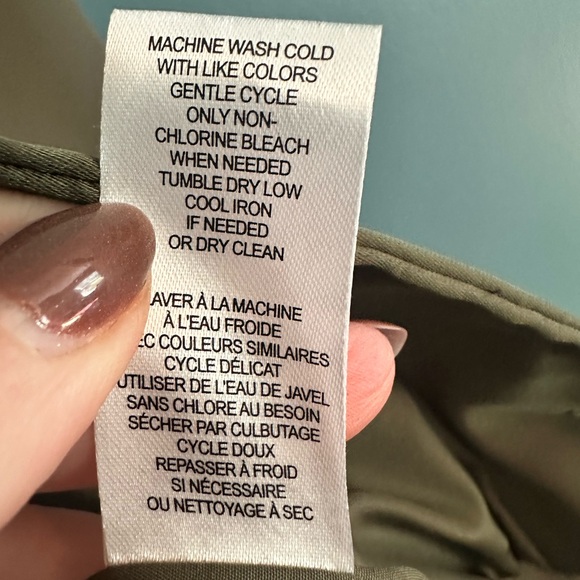 MACHINE WASH COLD
WITH LIKE COLORS
GENTLE CYCLE
ONLY NON-
CHLORINE BLEACH
WHEN NEEDED
TUMBLE DRY LOW
COOL IRON
IF NEEDED
OR DRY CLEAN
AVER À LA MACHINE
À L'EAU FROIDE
EC COULEURS SIMILAIRES
CYCLE DÉLICAT
UTILISER DE L'EAU DE JAVEL
SANS CHLORE AU BESOIN
SÉCHER PAR CULBUTAGE
CYCLE DOUX
REPASSER À FROID
SI NÉCESSAIRE
OU NETTOYAGE À SEC